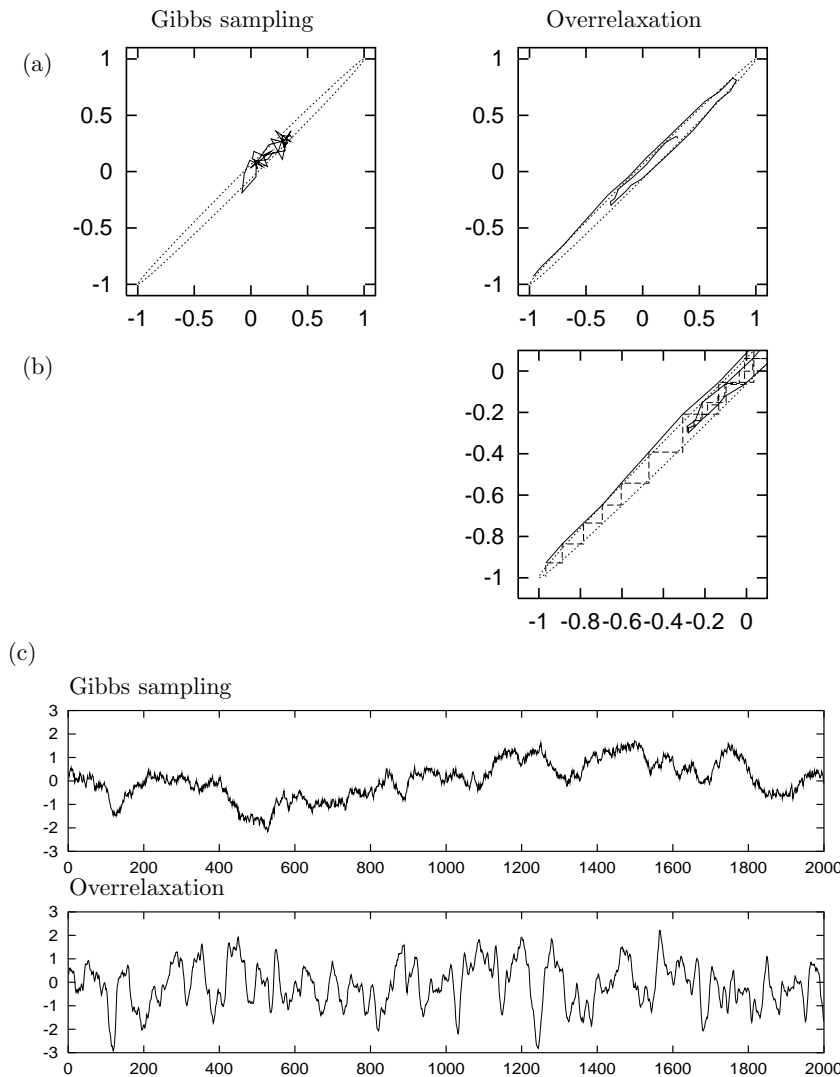 Gibbs sampling Overrelaxation
(a)
1 1
0.5 0.5
0 0
-0.5 -0.5
-1 -1
-1 -0.5 0 0.5 1 -1 -0.5 0 0.5 1
(b)
0
-0.2
-0.4
-0.6
-0.8
-1
-1 -0.8-0.6-0.4-0.2 0
(c)
Gibbs sampling
3
2
1
0
-1
-2
-3
0 200 400 600 800 1000 1200 1400 1600 1800 2000
Overrelaxation
3
2
1
0
-1
-2
-3
0 200 400 600 800 1000 1200 1400 1600 1800 2000